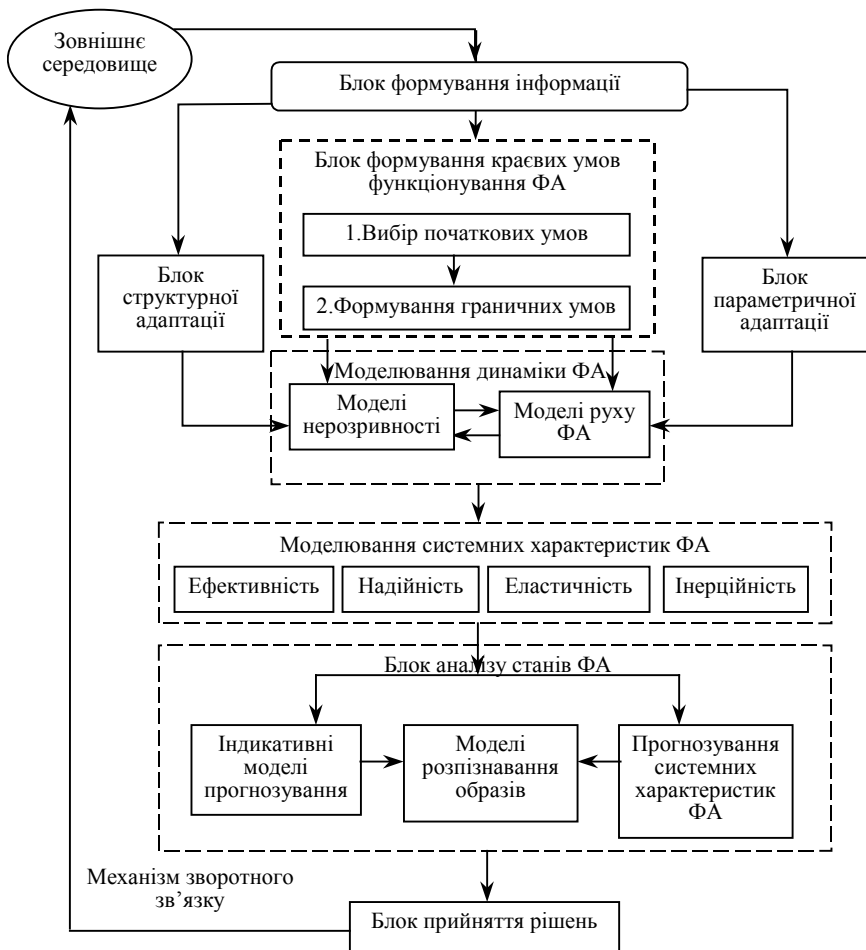 Зовнішнє
середовище
Блок формування інформації
Блок формування краєвих умов
функціонування ФА
1.Вибір початкових умов
2.Формування граничних умов
Блок
структурної
адаптації
Блок
параметричної
адаптації
Моделювання динаміки ФА
Моделі
нерозривності
Моделі руху
ФА
Моделювання системних характеристик ФА
Ефективність
Надійність
Еластичність
Інерційність
Блок аналізу станів ФА
Індикативні
моделі
прогнозування
Моделі
розпізнавання
образів
Прогнозування
системних
характеристик
ФА
Механізм зворотного
зв’язку
Блок прийняття рішень